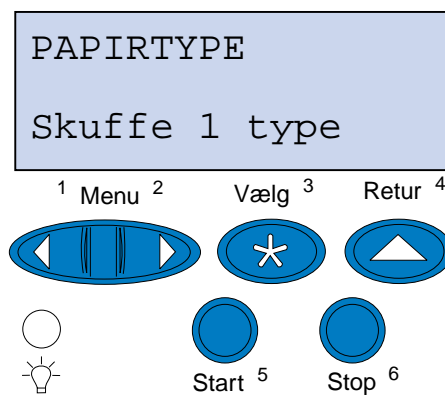 PAPIRTYPE
Skuffe 1 type
1 Menu 2 Vælg 3 Retur 4
Start 5 Stop 6